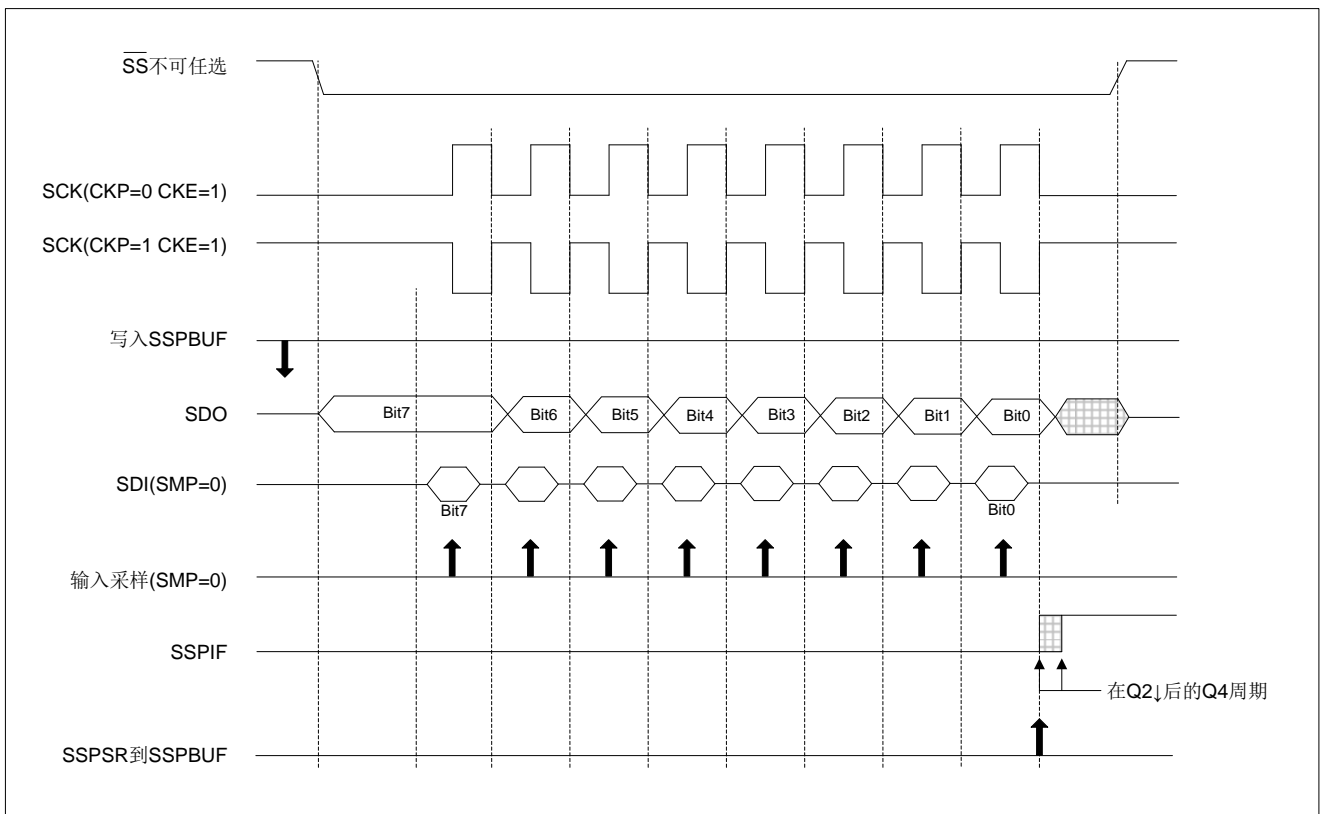 SS不可任选
SCK(CKP=0 CKE=1)
SCK(CKP=1 CKE=1)
写入SSPBUF
SDO
Bit7
Bit6
Bit5
Bit4
Bit3
Bit2
Bit1
Bit0
SDI(SMP=0)
Bit7
Bit0
输入采样(SMP=0)
SSPIF
在Q2↓后的Q4周期
SSPSR到SSPBUF